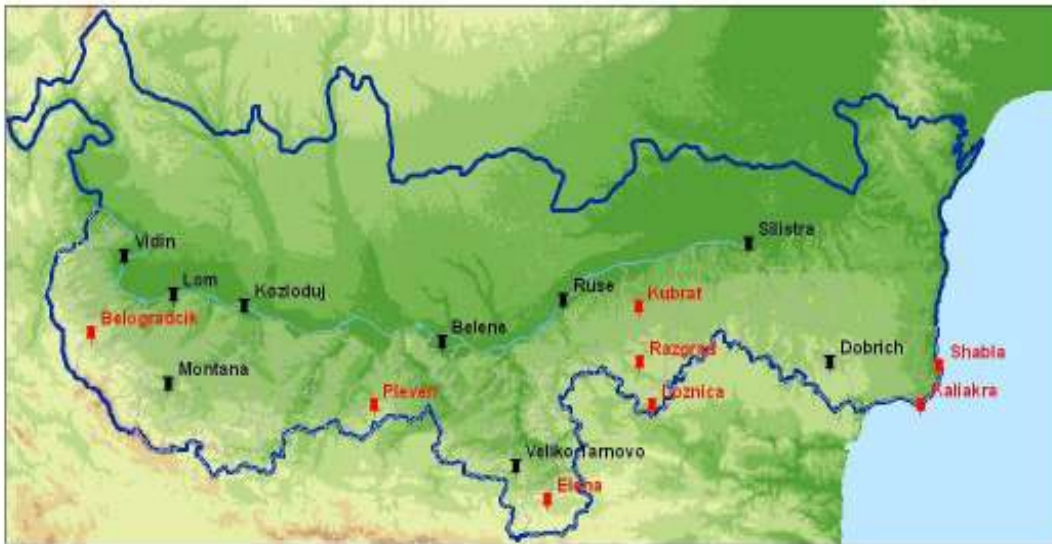 Vidin
Silistra
Lom
Kozloduj
Ruse
Kubrat
Belogradcik
Belene
Montana
Razgrad
Dobrich
Shabla
Pleven
Loznica
Kaliakra
Veliko Tarnovo
Elena